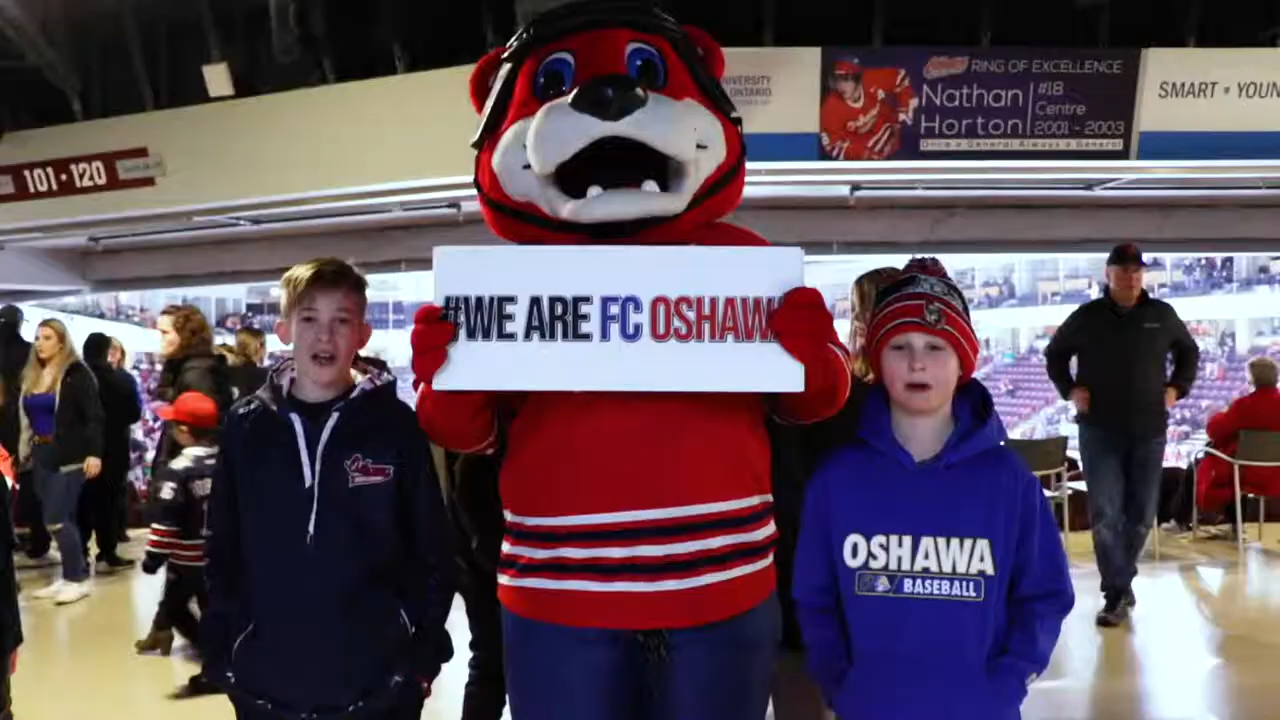 UNIVERSITY
ONTARIO
RING OF EXCELLENCE
Nathan
Horton
#18
Centre
2001 - 2003
Once a General Always a General
SMART
YOUN
101 • 120
#WE ARE FC OSHAWA
OSHAWA
BASEBALL